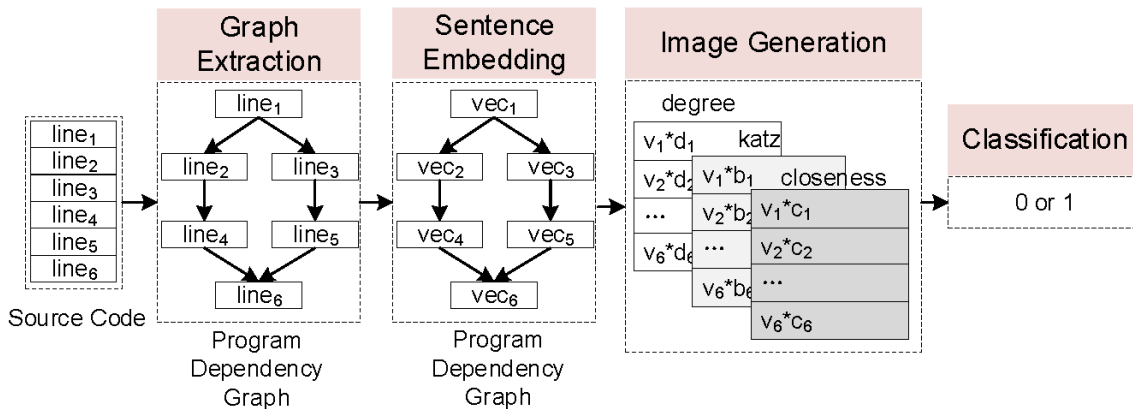 Graph
Extraction
Sentence
Embedding
Image Generation
Classification
line₁
line₂
line₃
line₄
line₅
line₆
Source Code
line₁
line₂ line₃
line₄ line₅
line₆
Program
Dependency
Graph
vec₁
vec₂ vec₃
vec₄ vec₅
vec₆
Program
Dependency
Graph
degree
v₁*d₁
v₂*d₂
...
v₆*d₆
katz
v₁*b₁
v₂*b₂
...
v₆*b₆
closeness
v₁*c₁
v₂*c₂
...
v₆*c₆
0 or 1